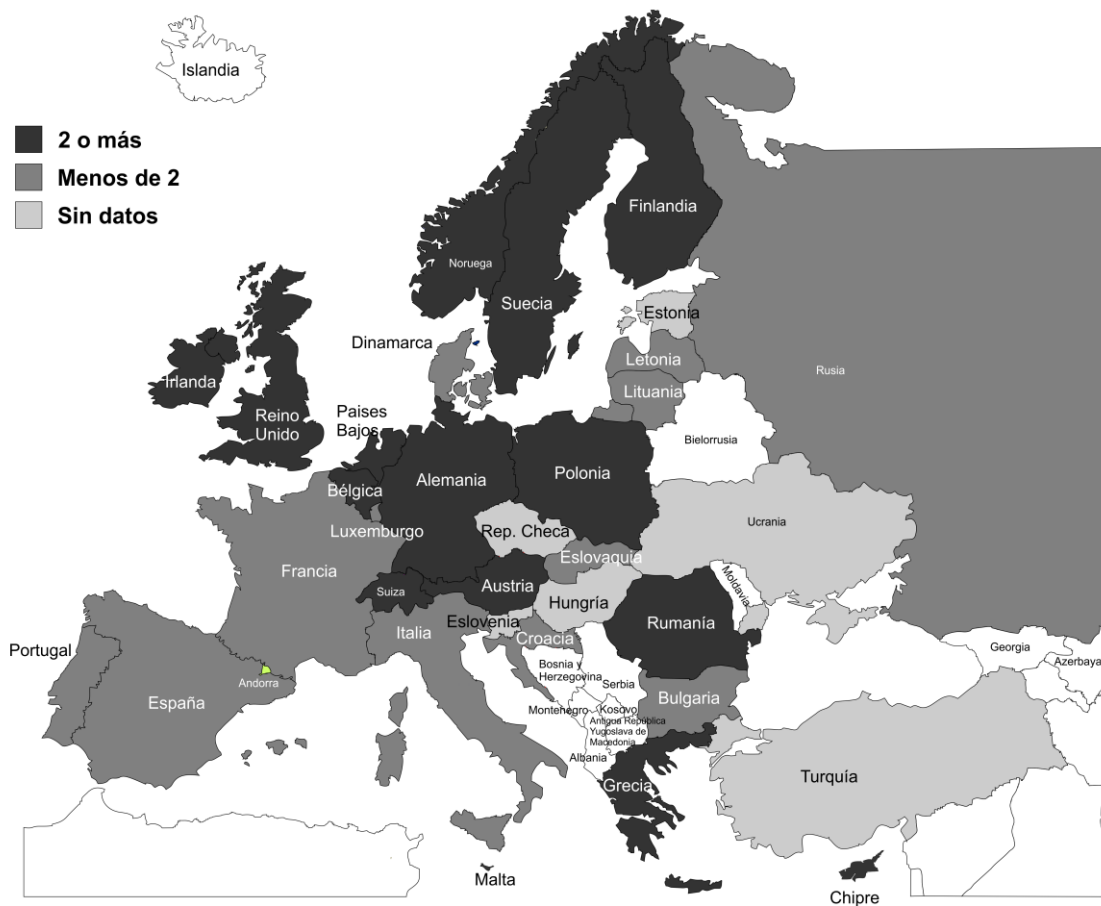 Islandia
2 o más
Menos de 2
Sin datos
Finlandia
Noruega
Suecia
Estonia
Dinamarca
Letonia
Rusia
Irlanda
Lituania
Reino
Unido
Paises
Bajos
Bielorrusia
Alemania
Polonia
Bélgica
Ucrania
Luxemburgo
Rep. Checa
Eslovaquia
Francia
Moldavia
Suiza
Austria
Hungría
Eslovenia
Rumanía
Italia
Croacia
Portugal
Georgia
Azerbaya
Bosnia y
Herzegovina
Andorra
Serbia
España
Bulgaria
Montenegro
Kosovo
Antigua República
Yugoslava de
Macedonia
Albania
Turquía
Grecia
Malta
Chipre